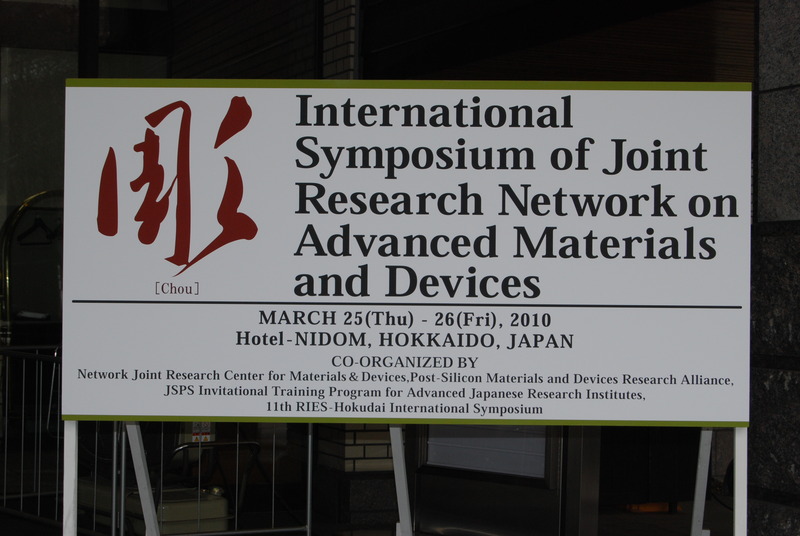 彫
[Chou]
International
Symposium of Joint
Research Network on
Advanced Materials
and Devices
MARCH 25(Thu) - 26(Fri), 2010
Hotel-NIDOM, HOKKAIDO, JAPAN
CO-ORGANIZED BY
Network Joint Research Center for Materials & Devices,Post-Silicon Materials and Devices Research Alliance,
JSPS Invitational Training Program for Advanced Japanese Research Institutes,
11th RIES-Hokudai International Symposium